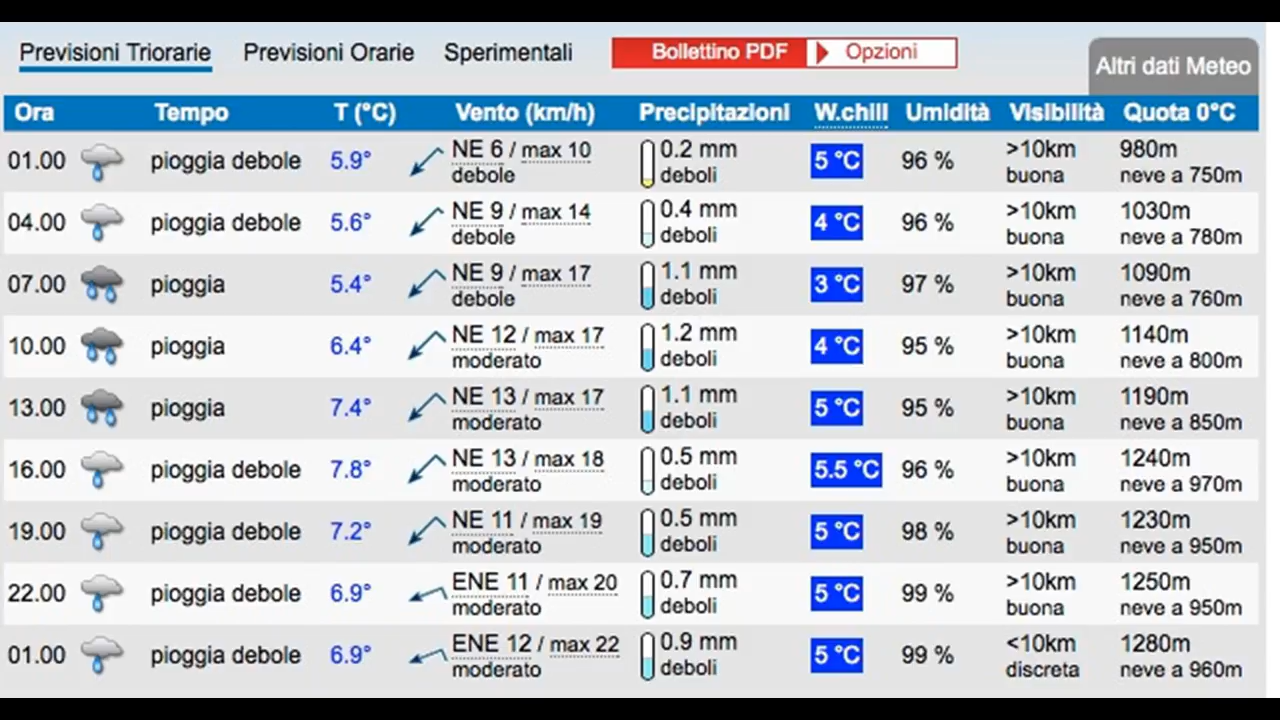 Previsioni Triorarie Previsioni Orarie Sperimentali Bollettino PDF Opzioni
Altri dati Meteo
Ora Tempo T (°C) Vento (km/h) Precipitazioni W.chill Umidità Visibilità Quota 0°C
01.00 pioggia debole 5.9° NE 6 / max 10 0.2 mm 5 °C 96 % >10km 980m
debole deboli buona neve a 750m
04.00 pioggia debole 5.6° NE 9 / max 14 0.4 mm 4 °C 96 % >10km 1030m
debole deboli buona neve a 780m
07.00 pioggia 5.4° NE 9 / max 17 1.1 mm 3 °C 97 % >10km 1090m
debole deboli buona neve a 760m
10.00 pioggia 6.4° NE 12 / max 17 1.2 mm 4 °C 95 % >10km 1140m
moderato deboli buona neve a 800m
13.00 pioggia 7.4° NE 13 / max 17 1.1 mm 5 °C 95 % >10km 1190m
moderato deboli buona neve a 850m
16.00 pioggia debole 7.8° NE 13 / max 18 0.5 mm 5.5 °C 96 % >10km 1240m
moderato deboli buona neve a 970m
19.00 pioggia debole 7.2° NE 11 / max 19 0.5 mm 5 °C 98 % >10km 1230m
moderato deboli buona neve a 950m
22.00 pioggia debole 6.9° ENE 11 / max 20 0.7 mm 5 °C 99 % >10km 1250m
moderato deboli buona neve a 950m
01.00 pioggia debole 6.9° ENE 12 / max 22 0.9 mm 5 °C 99 % <10km 1280m
moderato deboli discreta neve a 960m